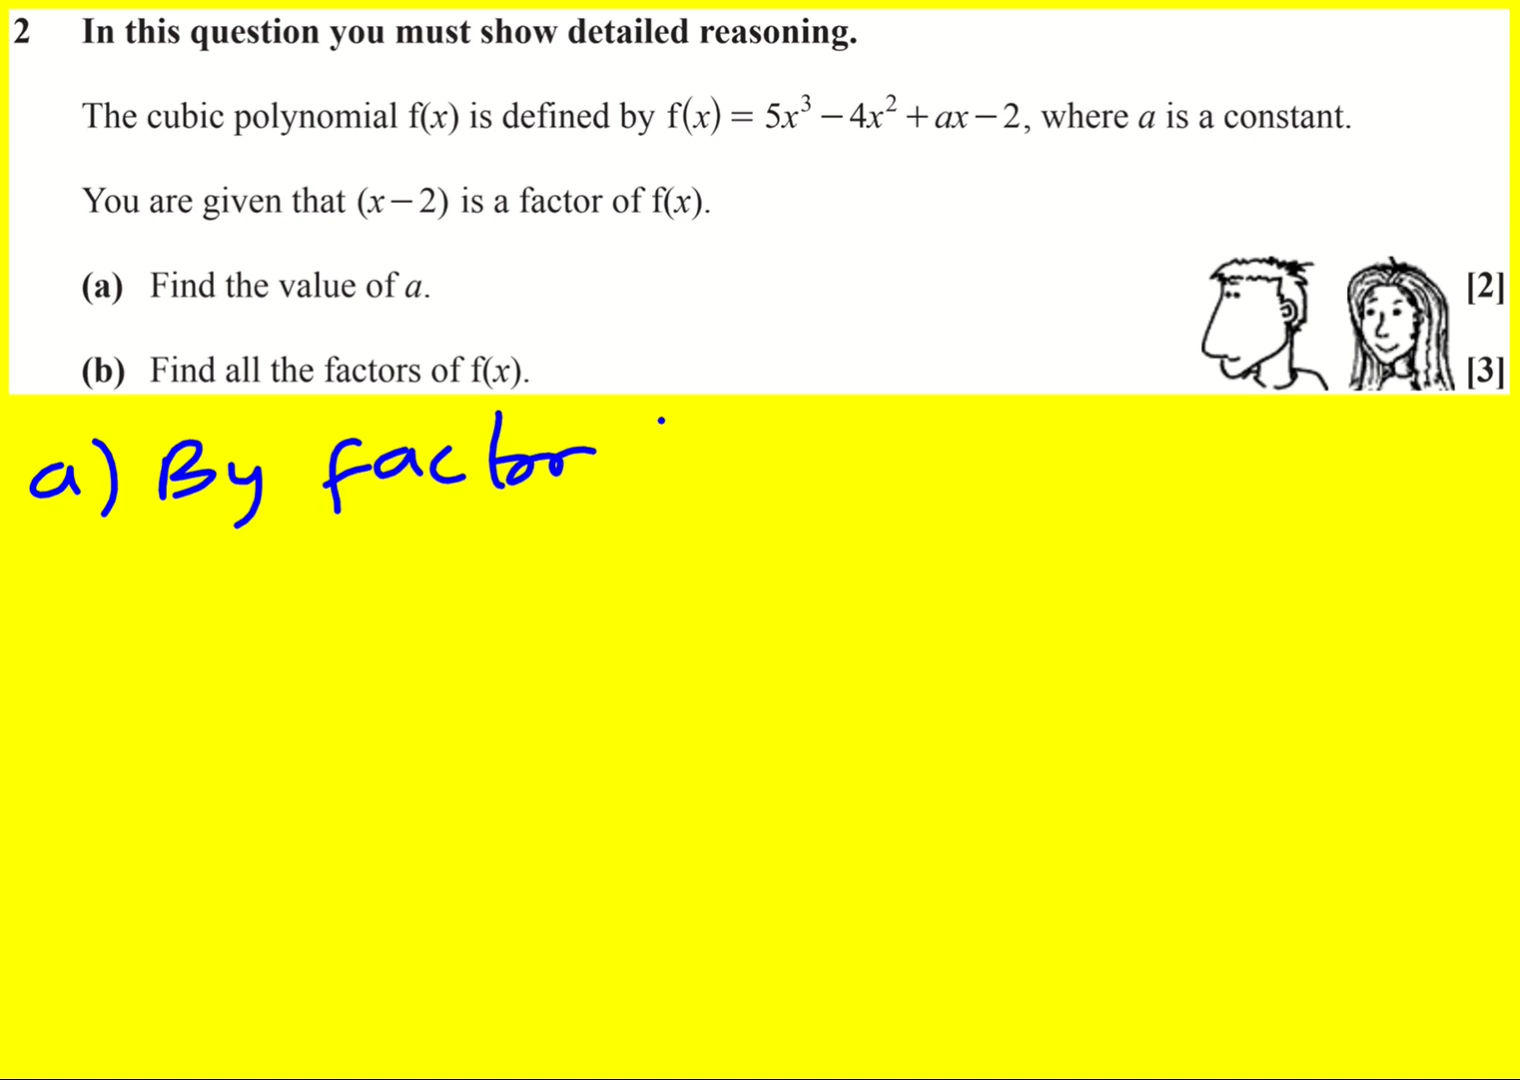 2 In this question you must show detailed reasoning.
The cubic polynomial f(x) is defined by f(x) = 5x³ − 4x² + ax − 2, where a is a constant.
You are given that (x − 2) is a factor of f(x).
(a) Find the value of a. [2]
(b) Find all the factors of f(x). [3]
a) By factor